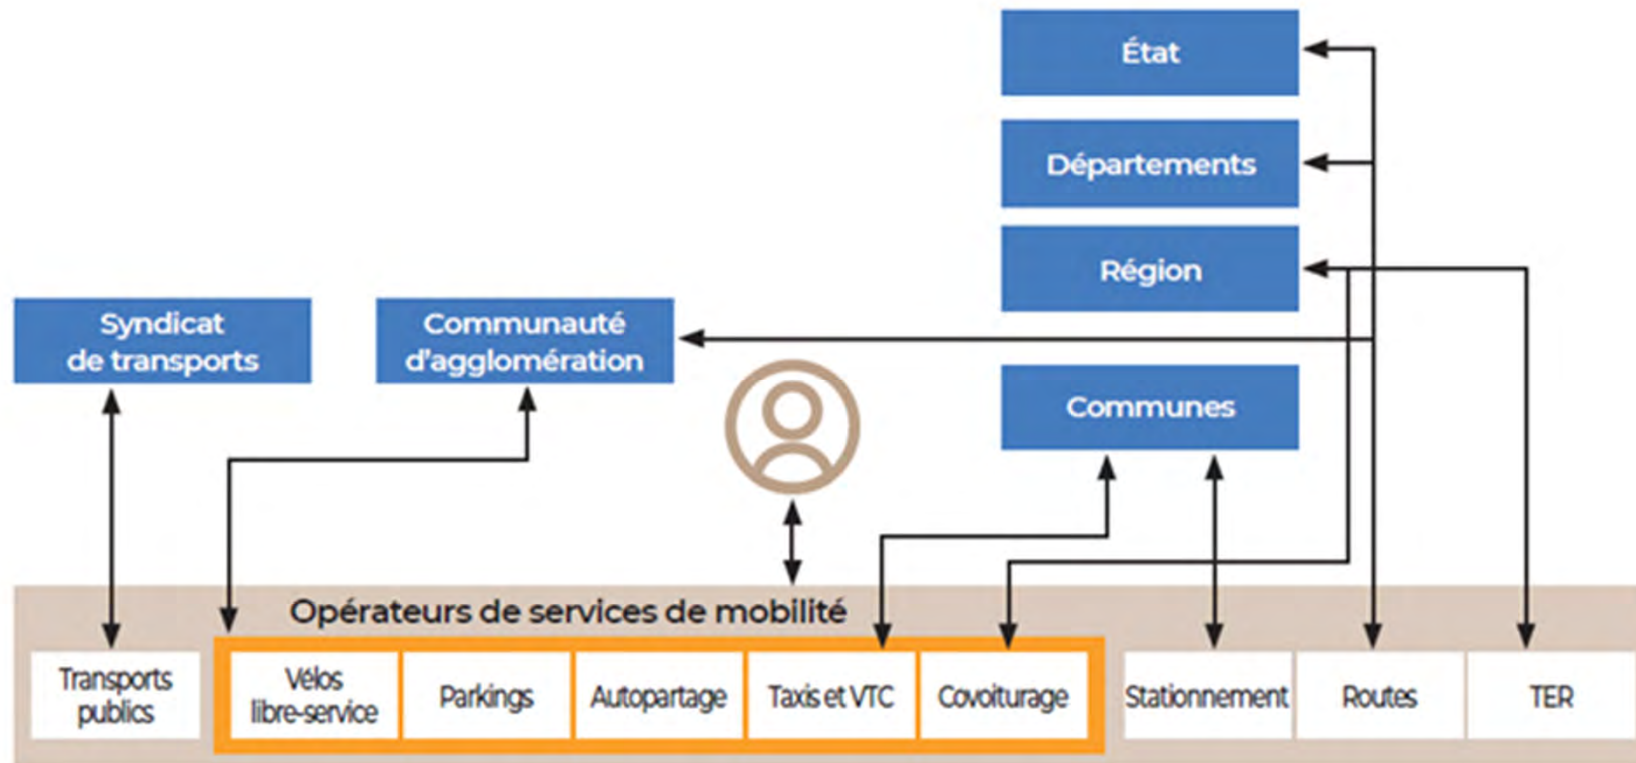 État
Départements
Région
Syndicat
de transports
Communauté
d'agglomération
Communes
Opérateurs de services de mobilité
Transports
publics
Vélos
libre-service
Parkings
Autopartage
Taxis et VTC
Covoiturage
Stationnement
Routes
TER